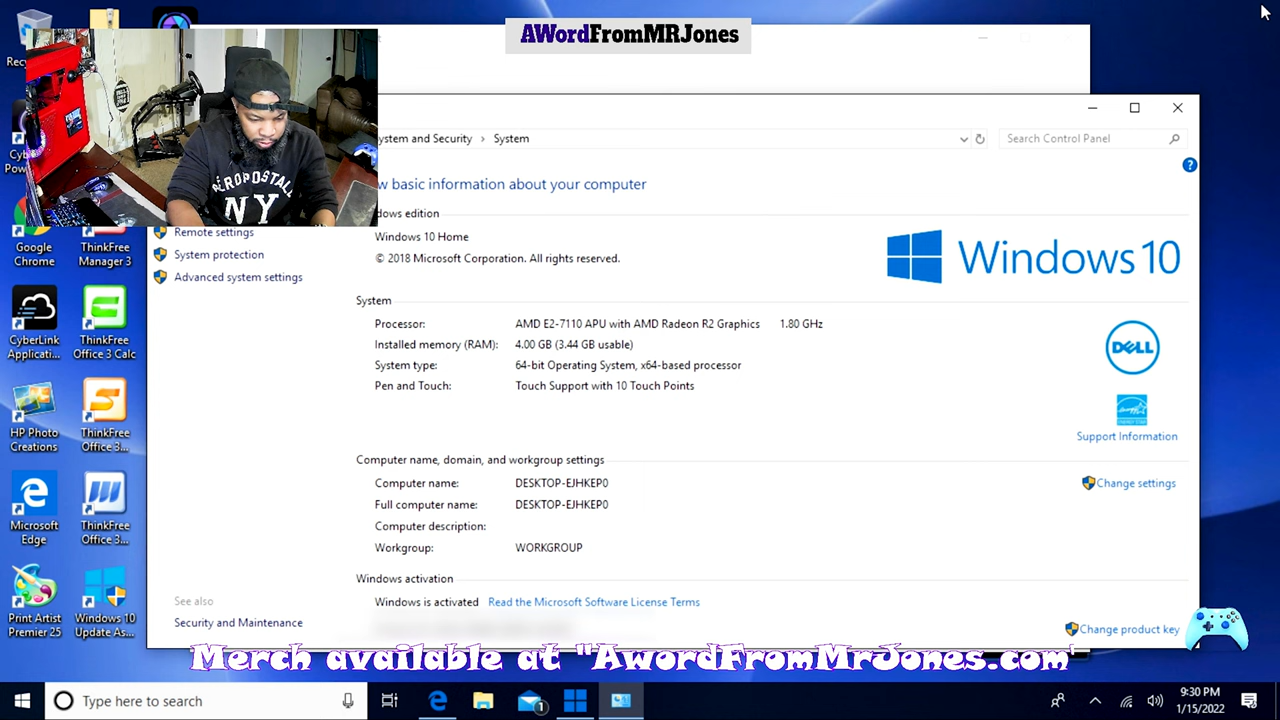 AWordFromMRJones
Recy
AEROPOSTALE
NY
System and Security > System
Search Control Panel
w basic information about your computer
dows edition
Windows 10 Home
© 2018 Microsoft Corporation. All rights reserved.
Windows 10
Remote settings
System protection
Advanced system settings
System
Processor: AMD E2-7110 APU with AMD Radeon R2 Graphics 1.80 GHz
Installed memory (RAM): 4.00 GB (3.44 GB usable)
System type: 64-bit Operating System, x64-based processor
Pen and Touch: Touch Support with 10 Touch Points
DELL
Support Information
Computer name, domain, and workgroup settings
Computer name: DESKTOP-EJHKEP0
Change settings
Full computer name: DESKTOP-EJHKEP0
Computer description:
Workgroup: WORKGROUP
Windows activation
Windows is activated Read the Microsoft Software License Terms
Change product key
See also
Security and Maintenance
Cyb
Pow
Google
Chrome
ThinkFree
Manager 3
CyberLink
Applicati...
ThinkFree
Office 3 Calc
HP Photo
Creations
ThinkFree
Office 3...
Microsoft
Edge
ThinkFree
Office 3...
Print Artist
Premier 25
Windows 10
Update As...
Merch available at "AwordFromMrJones.com"
Type here to search
1
9:30 PM
1/15/2022